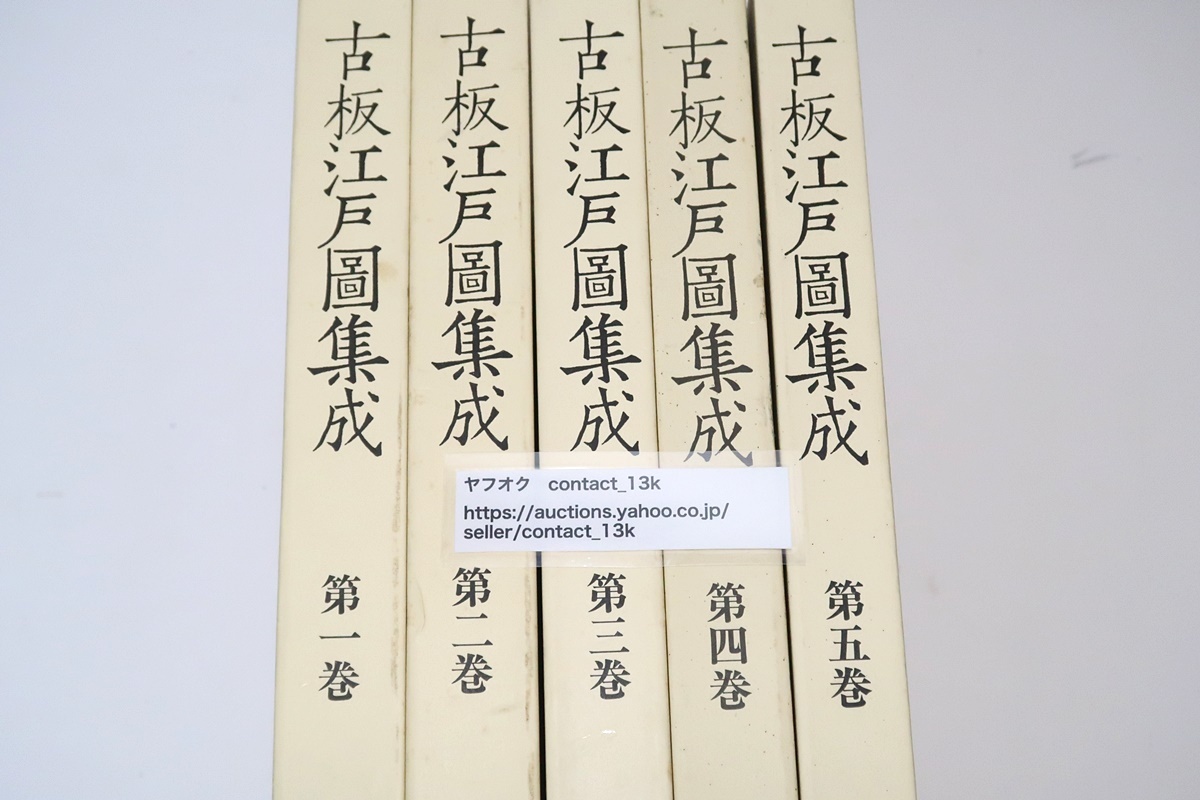 古板江戸圖集成
第一巻
古板江戸圖集成
第二巻
古板江戸圖集成
第三巻
古板江戸圖集成
第四巻
古板江戸圖集成
第五巻
ヤフオク　contact_13k
https://auctions.yahoo.co.jp/
seller/contact_13k